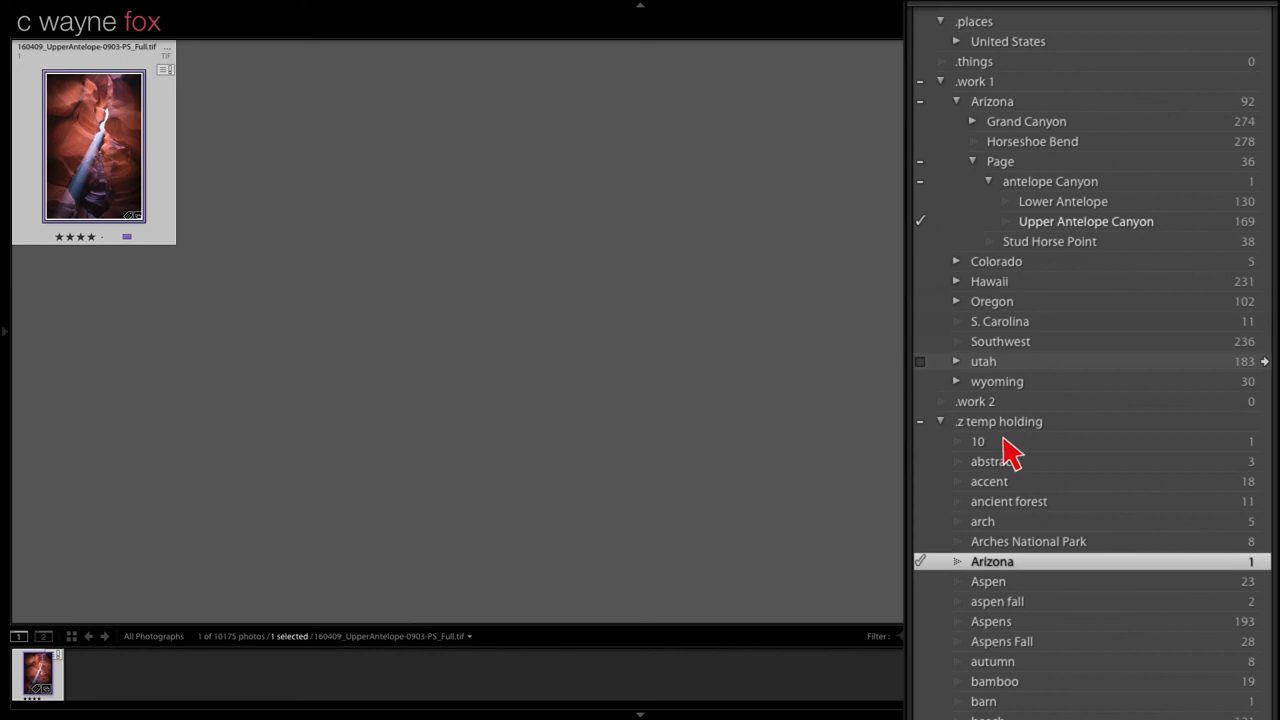 c wayne fox
160409_UpperAntelope-0903-PS_Full.tif ...
1 TIF
.places
United States
.things 0
.work 1
Arizona 92
Grand Canyon 274
Horseshoe Bend 278
Page 36
antelope Canyon 1
Lower Antelope 130
Upper Antelope Canyon 169
Stud Horse Point 38
Colorado 5
Hawaii 231
Oregon 102
S. Carolina 11
Southwest 236
utah 183
wyoming 30
.work 2 0
.z temp holding
10 1
3
accent 18
ancient forest 11
arch 5
Arches National Park 8
Arizona 1
Aspen 23
aspen fall 2
Aspens 193
Aspens Fall 28
autumn 8
bamboo 19
barn 1
1 2 All Photographs 1 of 10175 photos / 1 selected / 160409_UpperAntelope-0903-PS_Full.tif Filter :